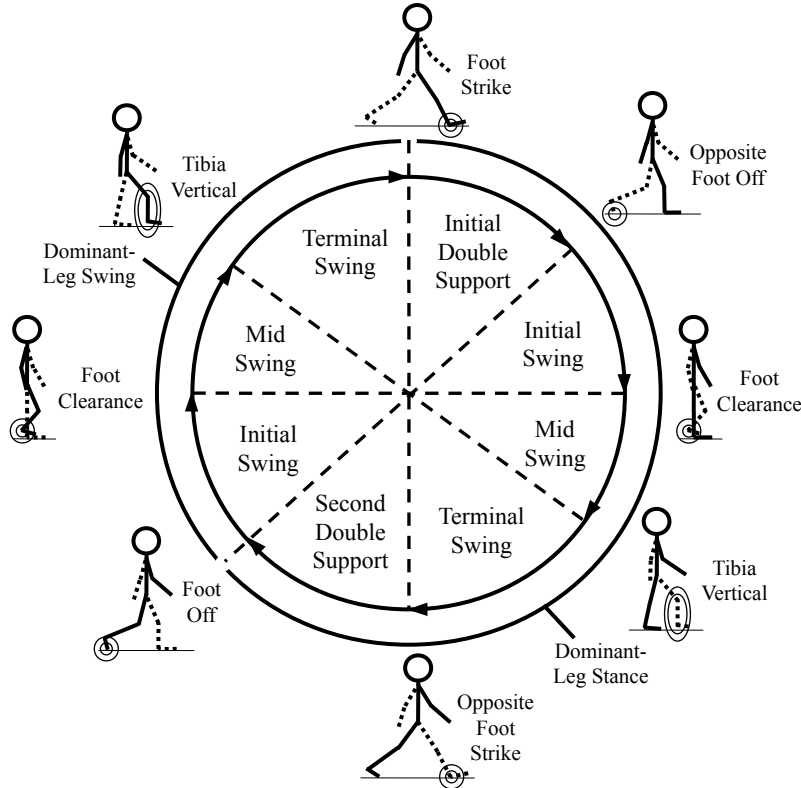 Foot
Strike
Opposite
Foot Off
Tibia
Vertical
Dominant-
Leg Swing
Terminal
Swing
Initial
Double
Support
Mid
Swing
Initial
Swing
Foot
Clearance
Foot
Clearance
Initial
Swing
Mid
Swing
Second
Double
Support
Terminal
Swing
Foot
Off
Tibia
Vertical
Dominant-
Leg Stance
Opposite
Foot
Strike